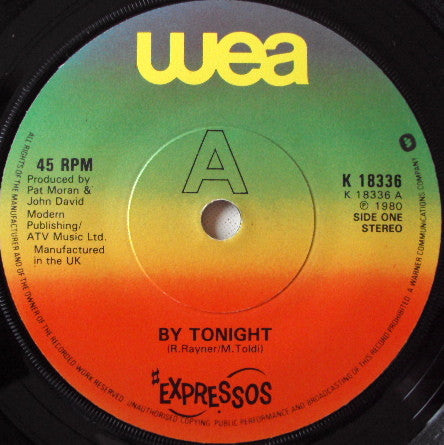 wea
A
45 RPM
Produced by
Pat Moran &
John David
Modern
Publishing/
ATV Music Ltd.
Manufactured
in the UK
K 18336
K 18336 A
℗ 1980
SIDE ONE
STEREO
BY TONIGHT
(R.Rayner/M.Toldi)
EXPRESSOS
ALL RIGHTS OF THE MANUFACTURER AND OF THE OWNER OF THE RECORDED WORK RESERVED. UNAUTHORISED COPYING, PUBLIC PERFORMANCE AND BROADCASTING OF THIS RECORD PROHIBITED.
A WARNER COMMUNICATIONS COMPANY